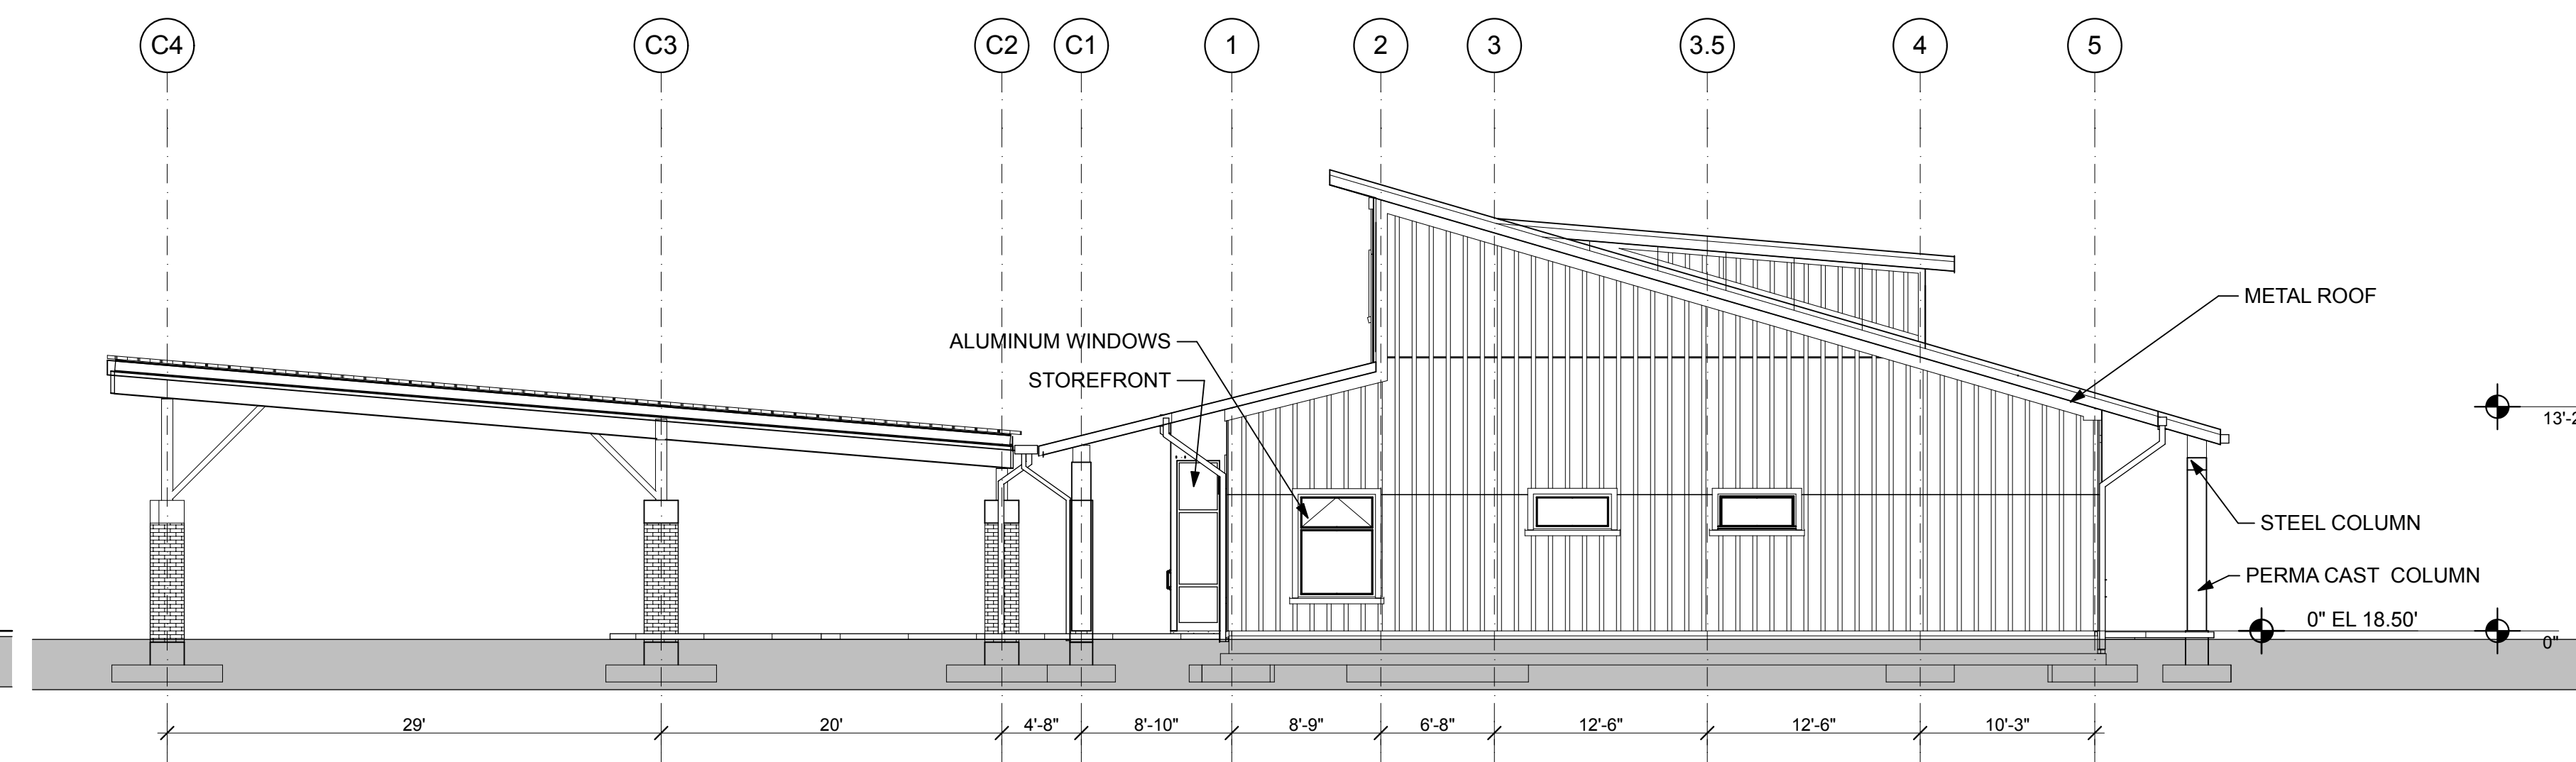 C4
C3
C2
C1
1
2
3
3.5
4
5
METAL ROOF
ALUMINUM WINDOWS
STOREFRONT
STEEL COLUMN
PERMA CAST COLUMN
0" EL 18.50'
0"
29'
20'
4'-8"
8'-10"
8'-9"
6'-8"
12'-6"
12'-6"
10'-3"